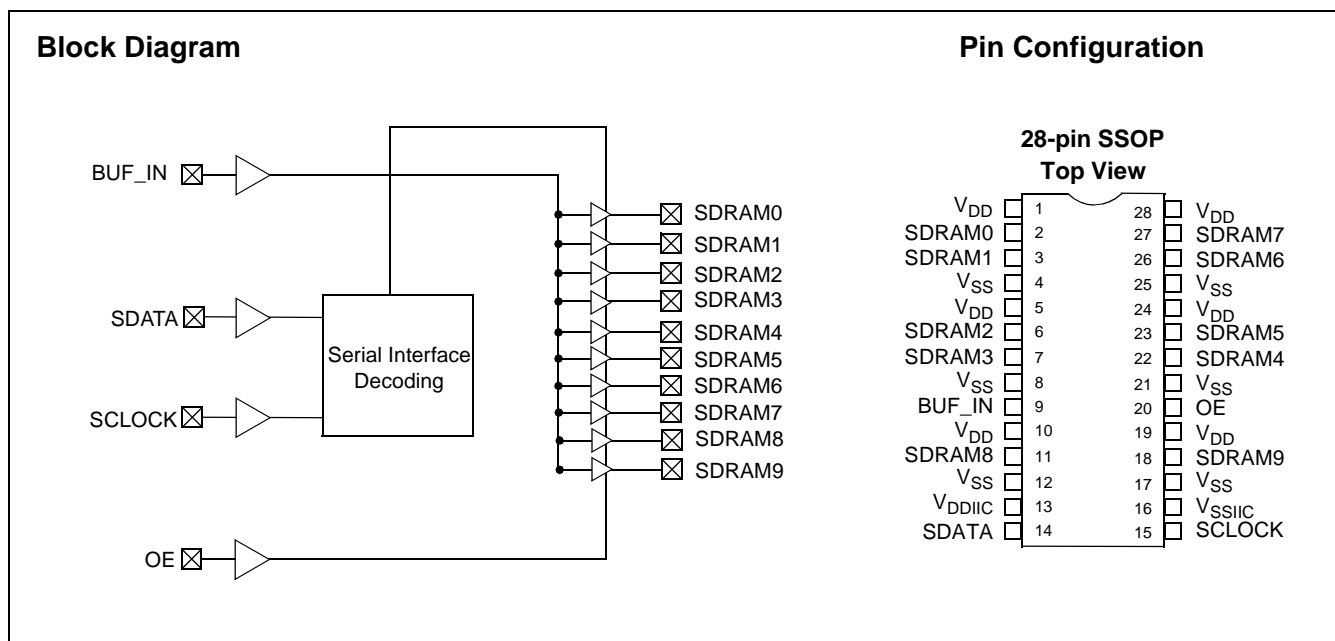 Block Diagram
BUF_IN
SDATA
SCLOCK
OE
Serial Interface
Decoding
SDRAM0
SDRAM1
SDRAM2
SDRAM3
SDRAM4
SDRAM5
SDRAM6
SDRAM7
SDRAM8
SDRAM9
Pin Configuration
28-pin SSOP
Top View
VDD 1 28 VDD
SDRAM0 2 27 SDRAM7
SDRAM1 3 26 SDRAM6
VSS 4 25 VSS
VDD 5 24 VDD
SDRAM2 6 23 SDRAM5
SDRAM3 7 22 SDRAM4
VSS 8 21 VSS
BUF_IN 9 20 OE
VDD 10 19 VDD
SDRAM8 11 18 SDRAM9
VSS 12 17 VSS
VDDIIC 13 16 VSSIIC
SDATA 14 15 SCLOCK